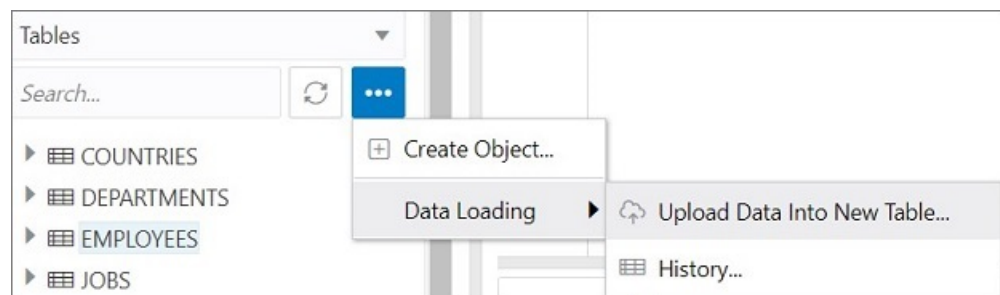 Tables
Search...
COUNTRIES
DEPARTMENTS
EMPLOYEES
JOBS
Create Object...
Data Loading
Upload Data Into New Table...
History...